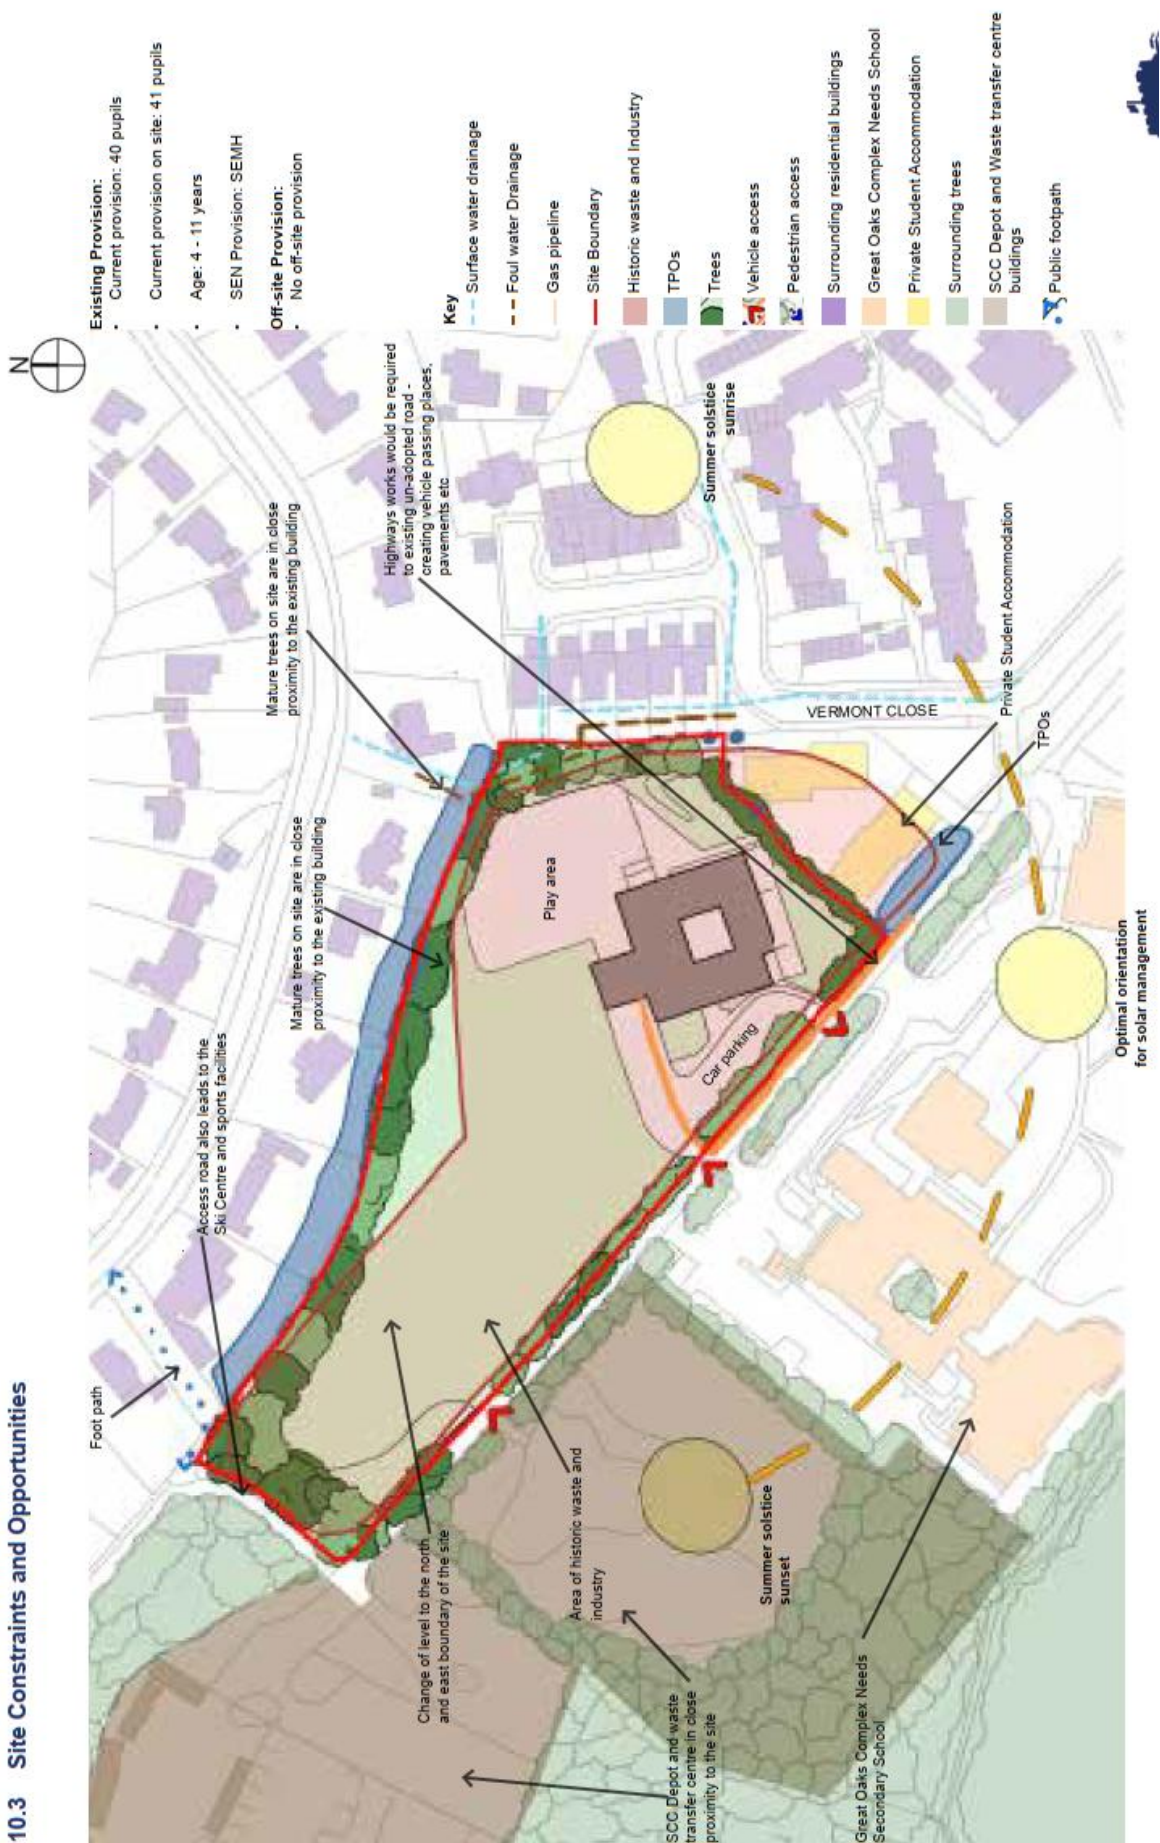 10.3 Site Constraints and Opportunities
N
Existing Provision:
• Current provision: 40 pupils
• Current provision on site: 41 pupils
• Age: 4 - 11 years
• SEN Provision: SEMH
Off-site Provision:
• No off-site provision
Key
Surface water drainage
Foul water Drainage
Gas pipeline
Site Boundary
Historic waste and Industry
TPOs
Trees
Vehicle access
Pedestrian access
Surrounding residential buildings
Great Oaks Complex Needs School
Private Student Accommodation
Surrounding trees
SCC Depot and Waste transfer centre
buildings
Public footpath
Foot path
Access road also leads to the
Ski Centre and sports facilities
Mature trees on site are in close
proximity to the existing building
Mature trees on site are in close
proximity to the existing building
Highways works would be required
to existing un-adopted road -
creating vehicle passing places,
pavements etc
Change of level to the north
and east boundary of the site
Area of historic waste and
industry
Play area
Car parking
Summer solstice
sunrise
VERMONT CLOSE
Private Student Accommodation
TPOs
Summer solstice
sunset
SCC Depot and waste
transfer centre in close
proximity to the site
Great Oaks Complex Needs
Secondary School
Optimal orientation
for solar management